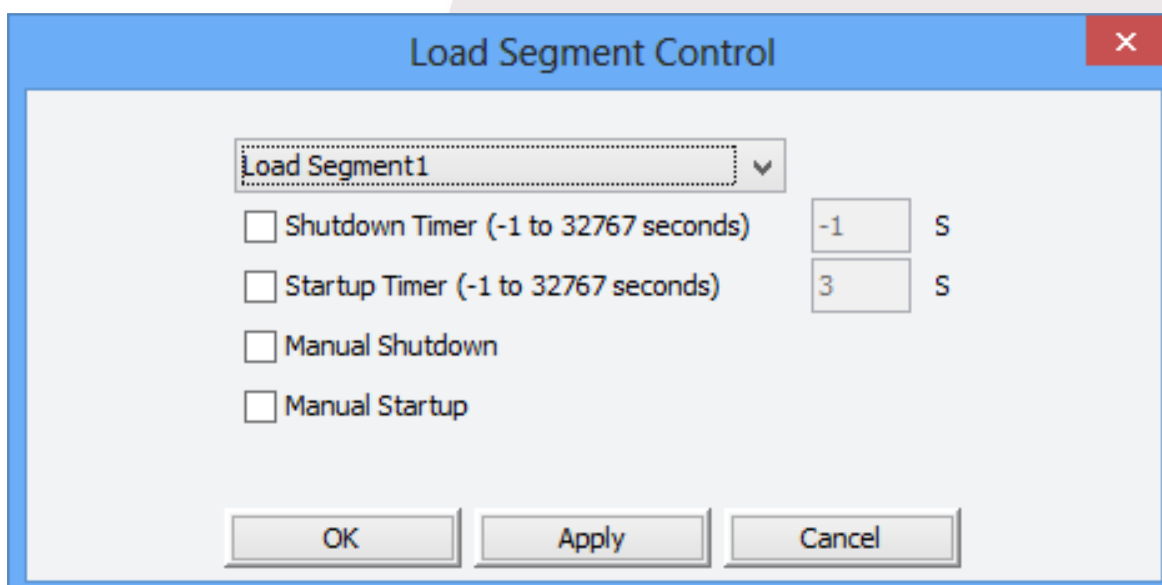 Load Segment Control
Load Segment1
Shutdown Timer (-1 to 32767 seconds) -1 S
Startup Timer (-1 to 32767 seconds) 3 S
Manual Shutdown
Manual Startup
OK Apply Cancel